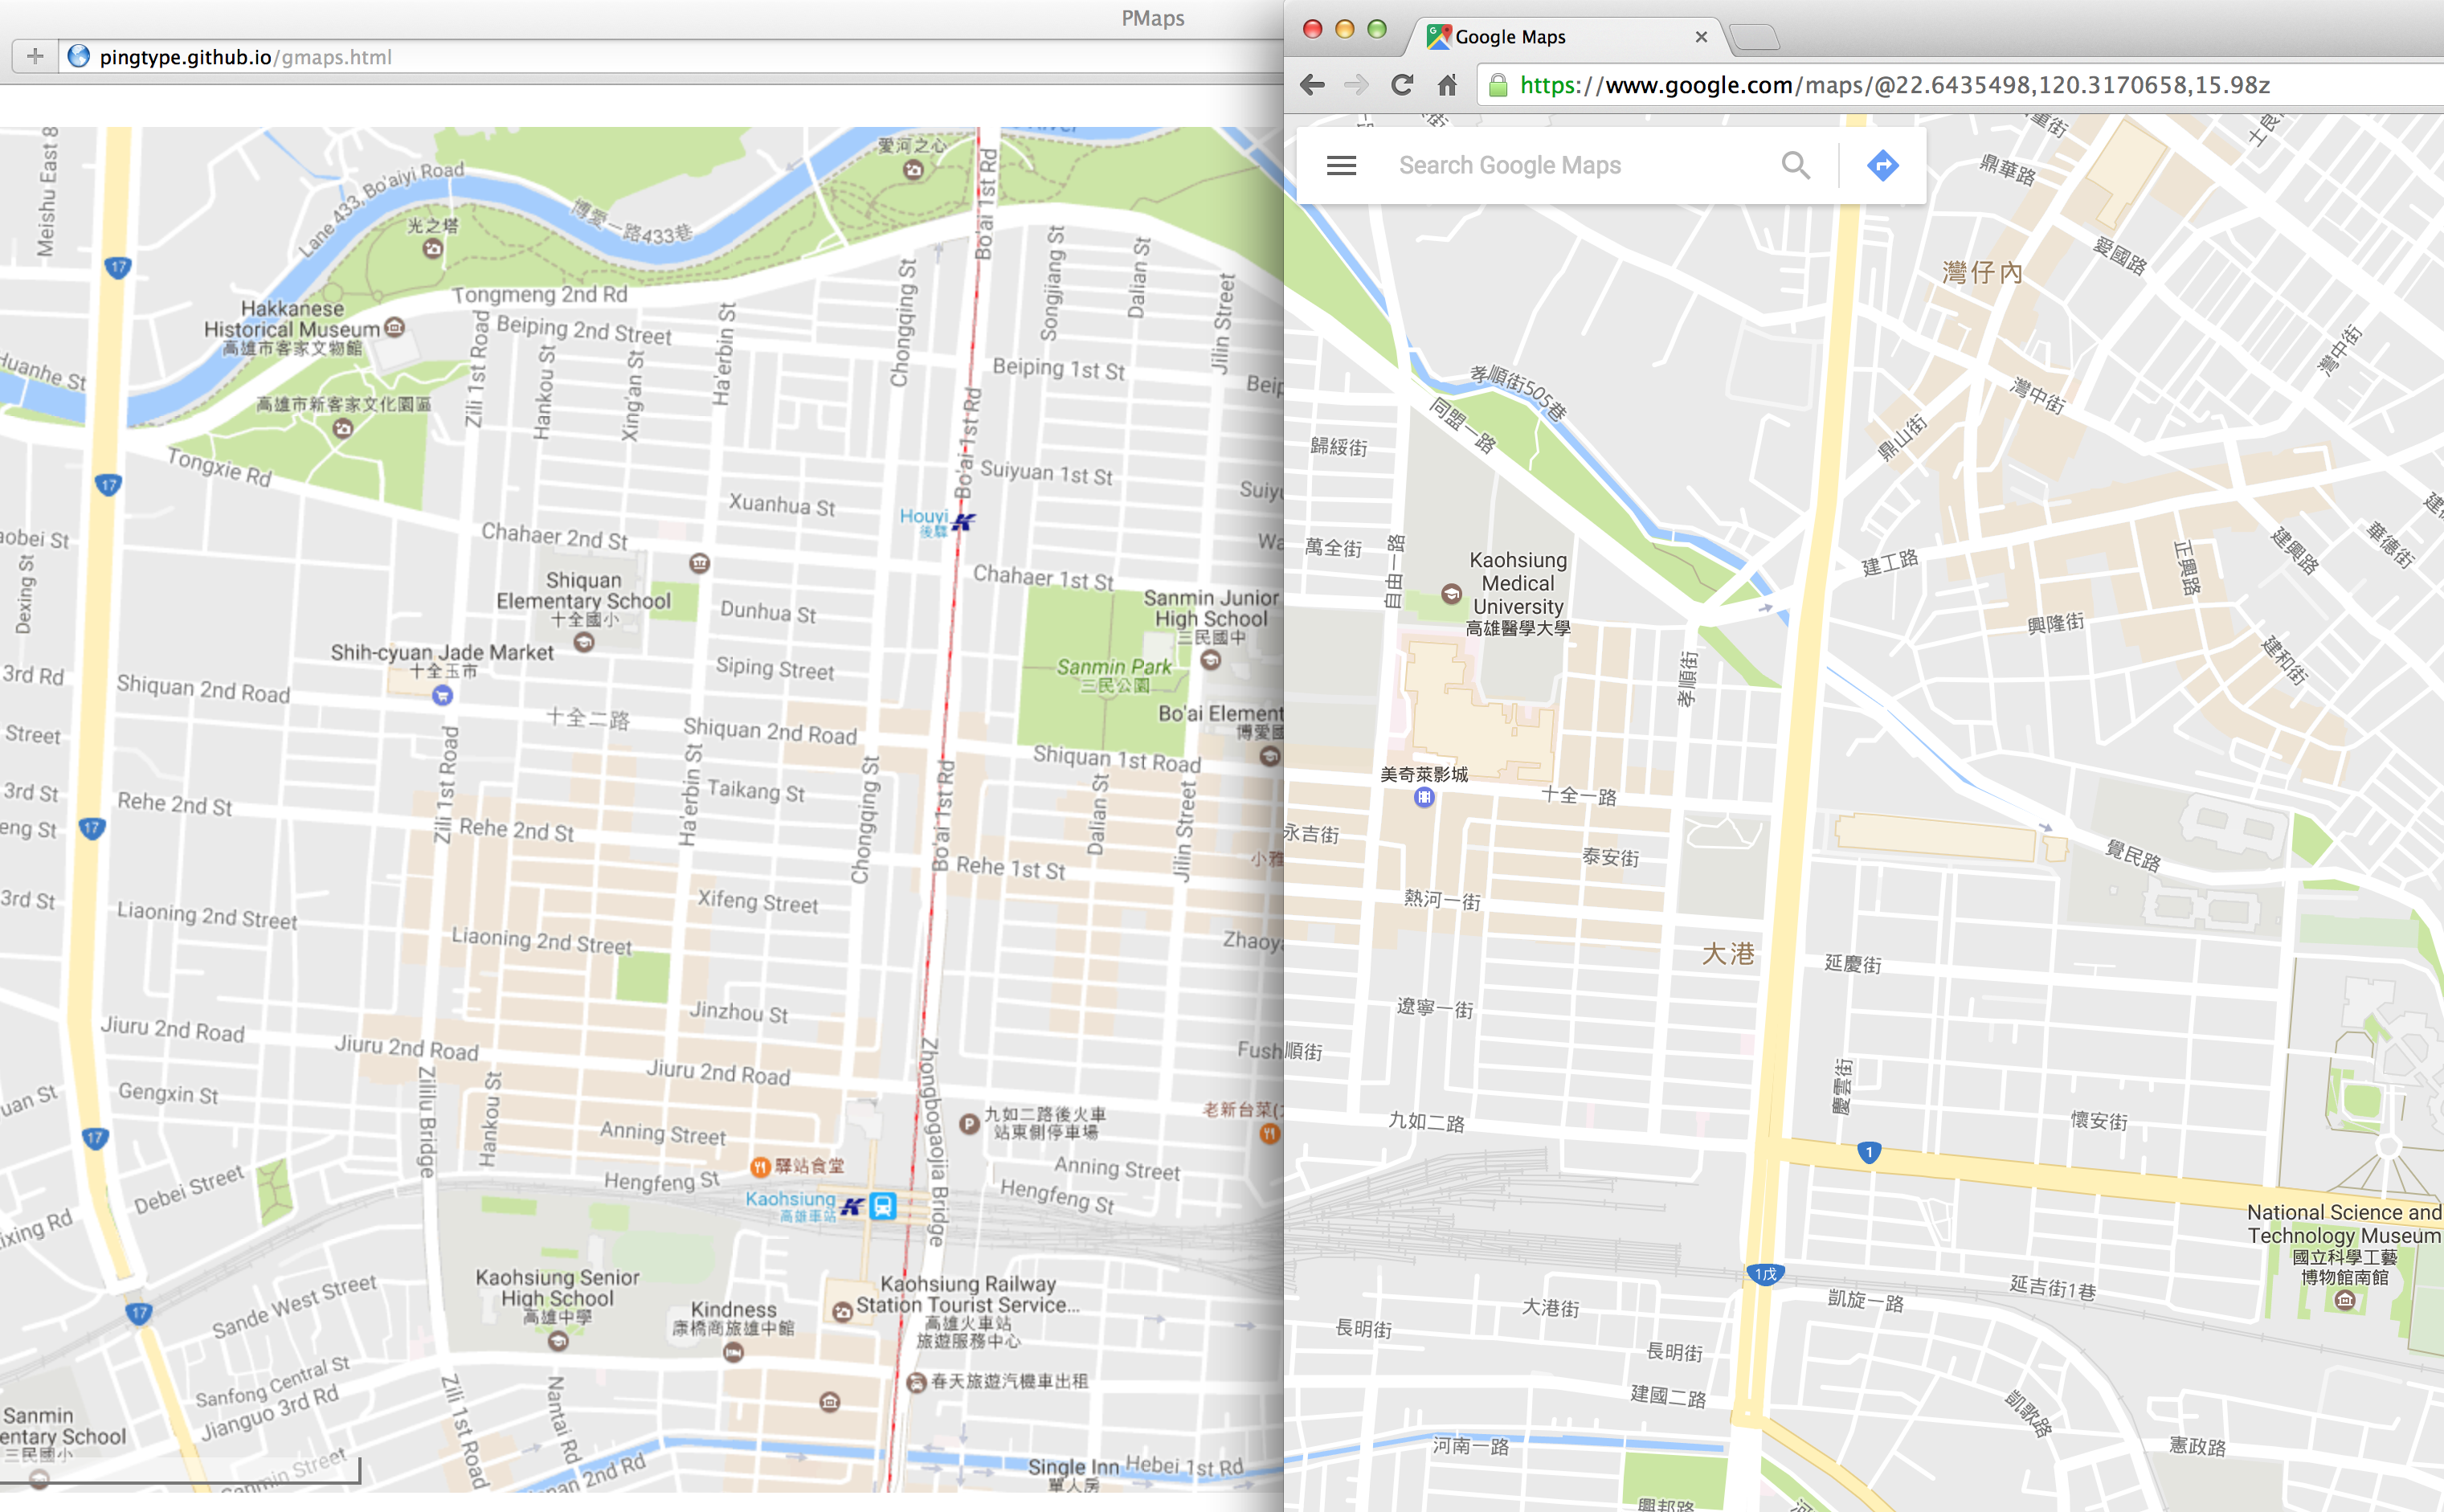 PMaps
pingtype.github.io/gmaps.html
Meishu East 8
愛河之心
Lane 433, Bo'aiyi Road
博愛一路433巷
光之塔
17
Bo'ai 1st Rd
Songjiang St
Dalian St
Jilin Street
Chongqing St
Tongmeng 2nd Rd
Hakkanese
Historical Museum
高雄市客家文物館
Beiping 2nd Street
Zili 1st Road
Hankou St
Xing'an St
Ha'erbin St
Huanhe St
Beiping 1st St
高雄市新客家文化園區
Bo'ai 1st Rd
Tongxie Rd
Suiyuan 1st St
17
Xuanhua St
Houyi
後驛
Chahaer 2nd St
Dexing St
Chahaer 1st St
Shiquan
Elementary School
十全國小
Dunhua St
Sanmin Junior
High School
三民國中
Shih-cyuan Jade Market
十全玉市
Siping Street
Sanmin Park
三民公園
3rd Rd
Shiquan 2nd Road
十全二路
Shiquan 2nd Road
Bo'ai Element
博愛國
Street
Shiquan 1st Road
Zili 1st Road
Ha'erbin St
Chongqing St
Bo'ai 1st Rd
Dalian St
Jilin Street
3rd St
Rehe 2nd St
Taikang St
17
Rehe 2nd St
Rehe 1st St
小雅
3rd St
Liaoning 2nd Street
Xifeng Street
Liaoning 2nd Street
Jinzhou St
Jiuru 2nd Road
Jiuru 2nd Road
Jiuru 2nd Road
Zhongbogaojia Bridge
Gengxin St
Zililu Bridge
Hankou St
九如二路後火車
站東側停車場
老新台菜
17
Anning Street
驛站食堂
Anning Street
Debei Street
Hengfeng St
Hengfeng St
Kaohsiung
高雄車站
Kaohsiung Senior
High School
高雄中學
Kindness
康橋商旅雄中館
Kaohsiung Railway
Station Tourist Service...
高雄火車站
旅遊服務中心
17
Sande West Street
春天旅遊汽機車出租
Sanfong Central St
Jianguo 3rd Rd
Zili 1st Road
Nantai Rd
Sanmin
entary School
三民國小
Single Inn
單人房
Hebei 1st Rd
Google Maps
https://www.google.com/maps/@22.6435498,120.3170658,15.98z
Search Google Maps
鼎華路
愛國路
灣仔內
灣中街
孝順街505巷
灣中街
同盟一路
鼎山街
歸綏街
萬全街
自由一路
Kaohsiung
Medical
University
高雄醫學大學
建工路
正興路
建興路
華德街
興隆街
建和街
孝順街
美奇萊影城
十全一路
永吉街
泰安街
覺民路
熱河一街
大港
延慶街
遼寧一街
順街
慶雲街
九如二路
懷安街
1
National Science and
Technology Museum
國立科學工藝
博物館南館
1戊
延吉街1巷
大港街
凱旋一路
長明街
長明街
建國二路
凱歌路
河南一路
憲政路
興邦路